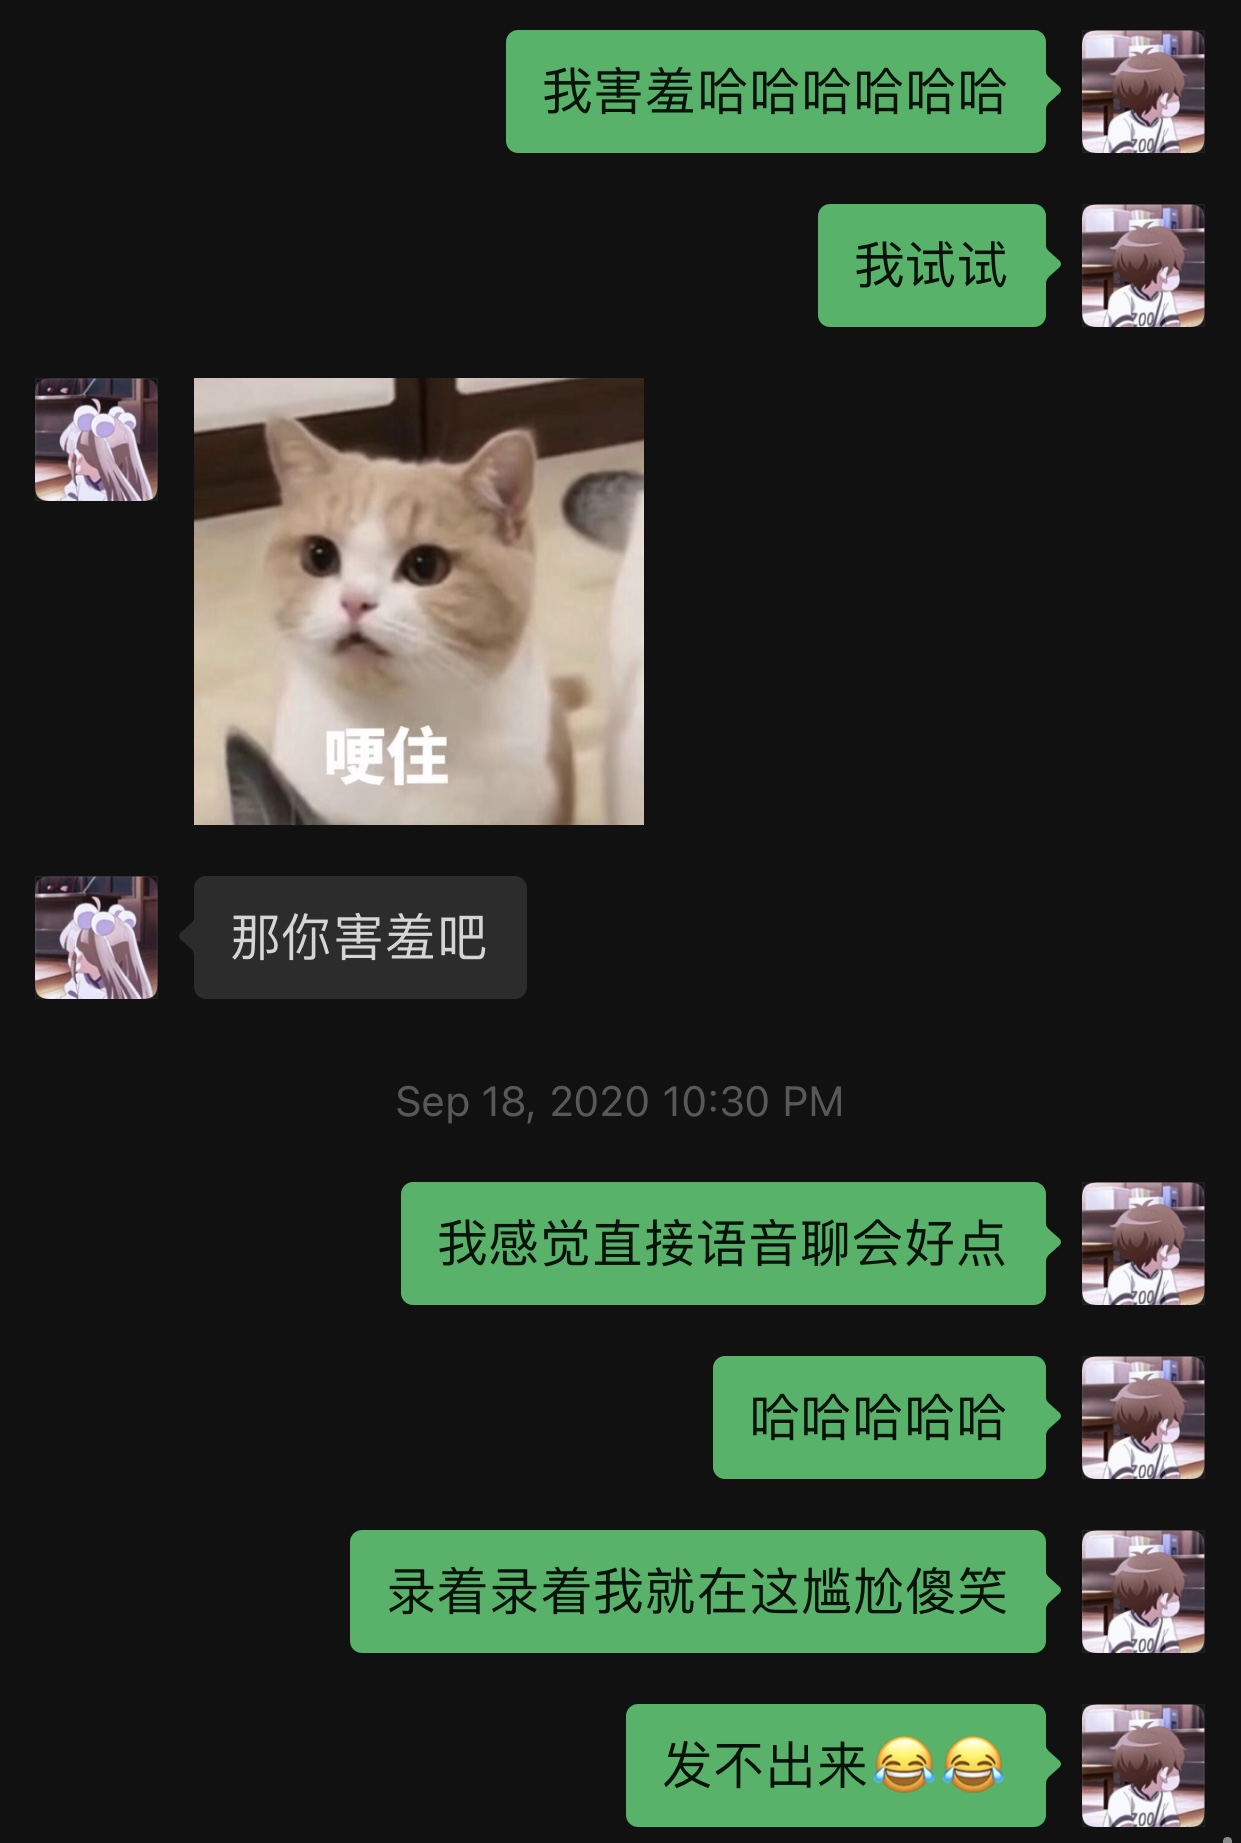 我害羞哈哈哈哈哈哈
我试试
哽住
那你害羞吧
Sep 18, 2020 10:30 PM
我感觉直接语音聊会好点
哈哈哈哈哈
录着录着我就在这尴尬傻笑
发不出来😂😂
ZOO